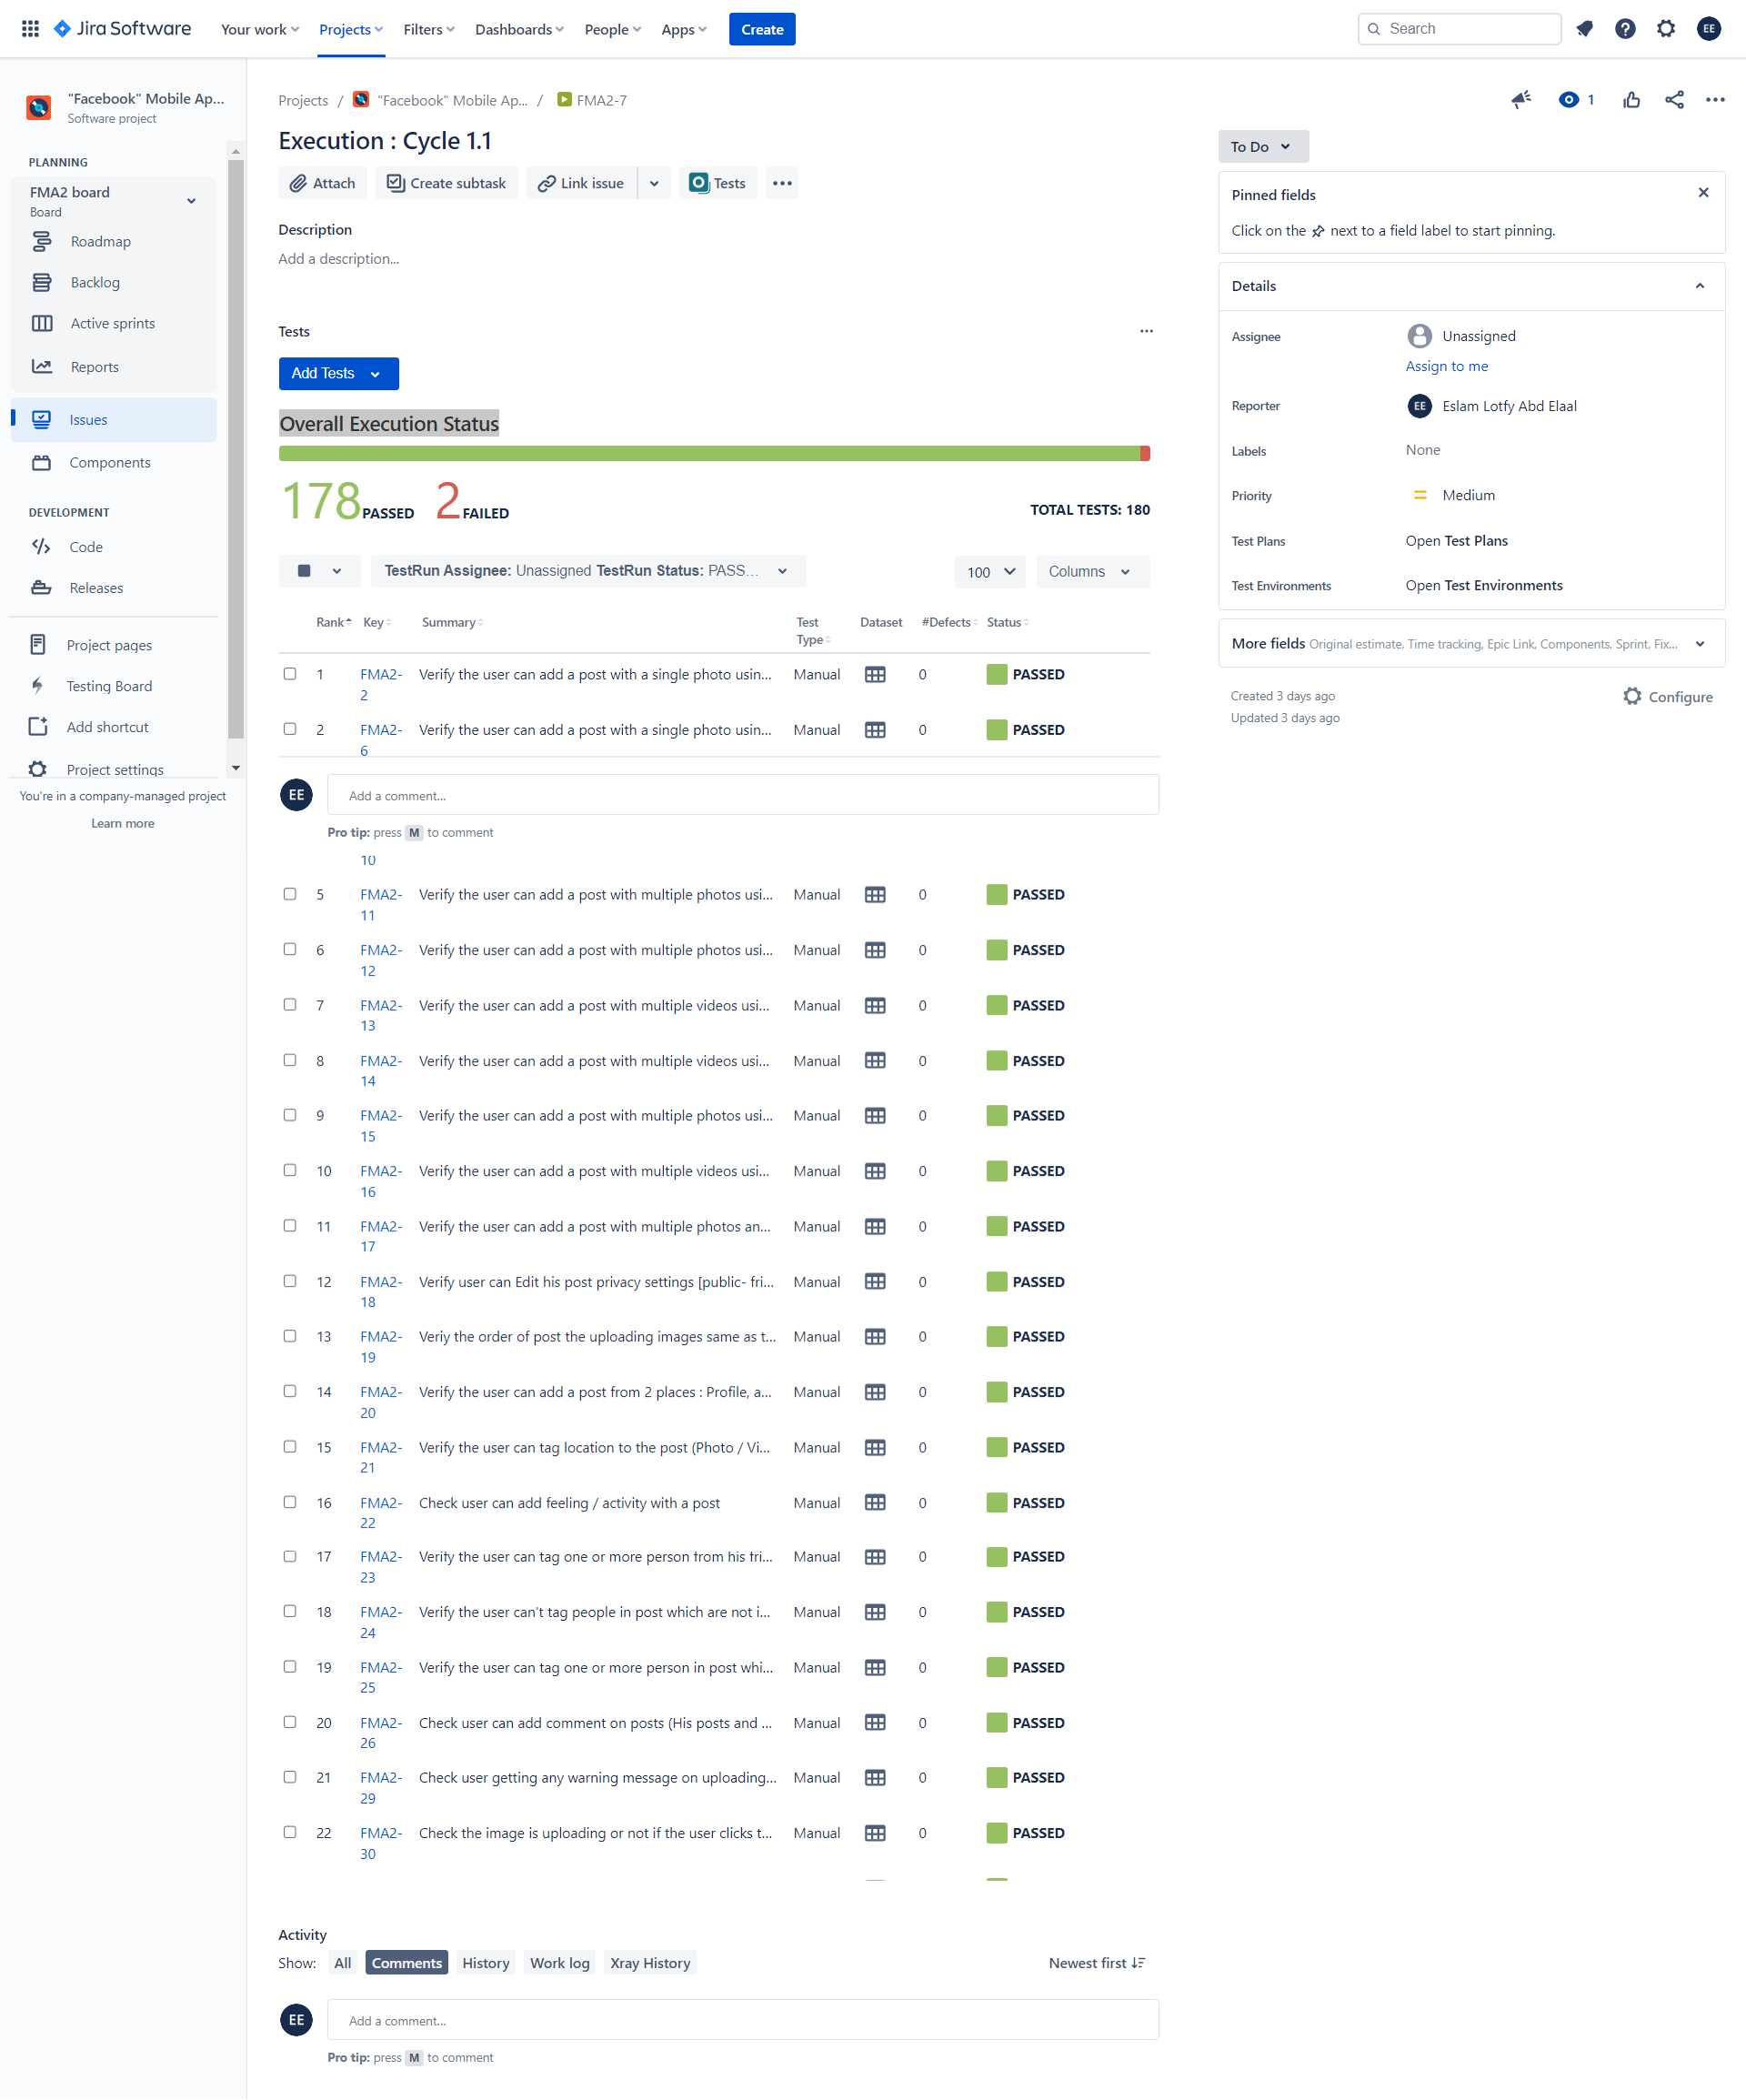 Jira Software Your work Projects Filters Dashboards People Apps Create Search EE
"Facebook" Mobile Ap...
Software project
PLANNING
FMA2 board
Board
Roadmap
Backlog
Active sprints
Reports
Issues
Components
DEVELOPMENT
Code
Releases
Project pages
Testing Board
Add shortcut
Project settings
You're in a company-managed project
Learn more
Projects / "Facebook" Mobile Ap... / FMA2-7
1
Execution : Cycle 1.1
Attach Create subtask Link issue Tests
Description
Add a description...
Tests
Add Tests
Overall Execution Status
178 PASSED 2 FAILED TOTAL TESTS: 180
TestRun Assignee: Unassigned TestRun Status: PASS... 100 Columns
Rank Key Summary Test Type Dataset #Defects Status
1 FMA2-2 Verify the user can add a post with a single photo usin... Manual 0 PASSED
2 FMA2-6 Verify the user can add a post with a single photo usin... Manual 0 PASSED
EE Add a comment...
Pro tip: press M to comment
10
5 FMA2-11 Verify the user can add a post with multiple photos usi... Manual 0 PASSED
6 FMA2-12 Verify the user can add a post with multiple photos usi... Manual 0 PASSED
7 FMA2-13 Verify the user can add a post with multiple videos usi... Manual 0 PASSED
8 FMA2-14 Verify the user can add a post with multiple videos usi... Manual 0 PASSED
9 FMA2-15 Verify the user can add a post with multiple photos usi... Manual 0 PASSED
10 FMA2-16 Verify the user can add a post with multiple videos usi... Manual 0 PASSED
11 FMA2-17 Verify the user can add a post with multiple photos an... Manual 0 PASSED
12 FMA2-18 Verify user can Edit his post privacy settings [public- fri... Manual 0 PASSED
13 FMA2-19 Veriy the order of post the uploading images same as t... Manual 0 PASSED
14 FMA2-20 Verify the user can add a post from 2 places : Profile, a... Manual 0 PASSED
15 FMA2-21 Verify the user can tag location to the post (Photo / Vi... Manual 0 PASSED
16 FMA2-22 Check user can add feeling / activity with a post Manual 0 PASSED
17 FMA2-23 Verify the user can tag one or more person from his fri... Manual 0 PASSED
18 FMA2-24 Verify the user can't tag people in post which are not i... Manual 0 PASSED
19 FMA2-25 Verify the user can tag one or more person in post whi... Manual 0 PASSED
20 FMA2-26 Check user can add comment on posts (His posts and ... Manual 0 PASSED
21 FMA2-29 Check user getting any warning message on uploading... Manual 0 PASSED
22 FMA2-30 Check the image is uploading or not if the user clicks t... Manual 0 PASSED
Activity
Show: All Comments History Work log Xray History Newest first
EE Add a comment...
Pro tip: press M to comment
To Do
Pinned fields
Click on the next to a field label to start pinning.
Details
Assignee Unassigned
Assign to me
Reporter EE Eslam Lotfy Abd Elaal
Labels None
Priority Medium
Test Plans Open Test Plans
Test Environments Open Test Environments
More fields Original estimate, Time tracking, Epic Link, Components, Sprint, Fix...
Created 3 days ago
Configure
Updated 3 days ago